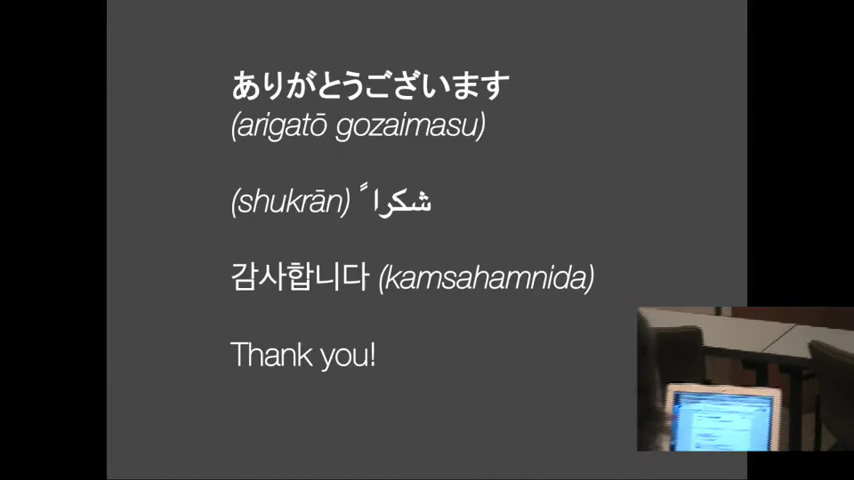 ありがとうございます
(arigatō gozaimasu)
(shukrān) شكرا ً
감사합니다 (kamsahamnida)
Thank you!